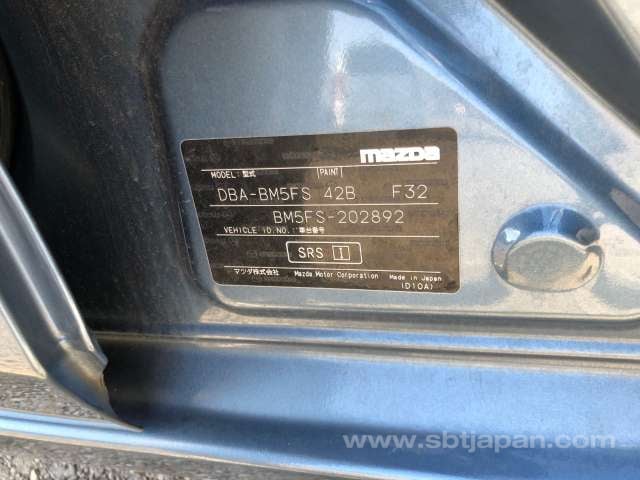 mazda
MODEL: 型式 PAINT
DBA-BM5FS 42B F32
BM5FS-202892
VEHICLE ID NO.: 車台番号
SRS I
マツダ株式会社 Mazda Motor Corporation Made in Japan
(D10A)
www.sbtjapan.com